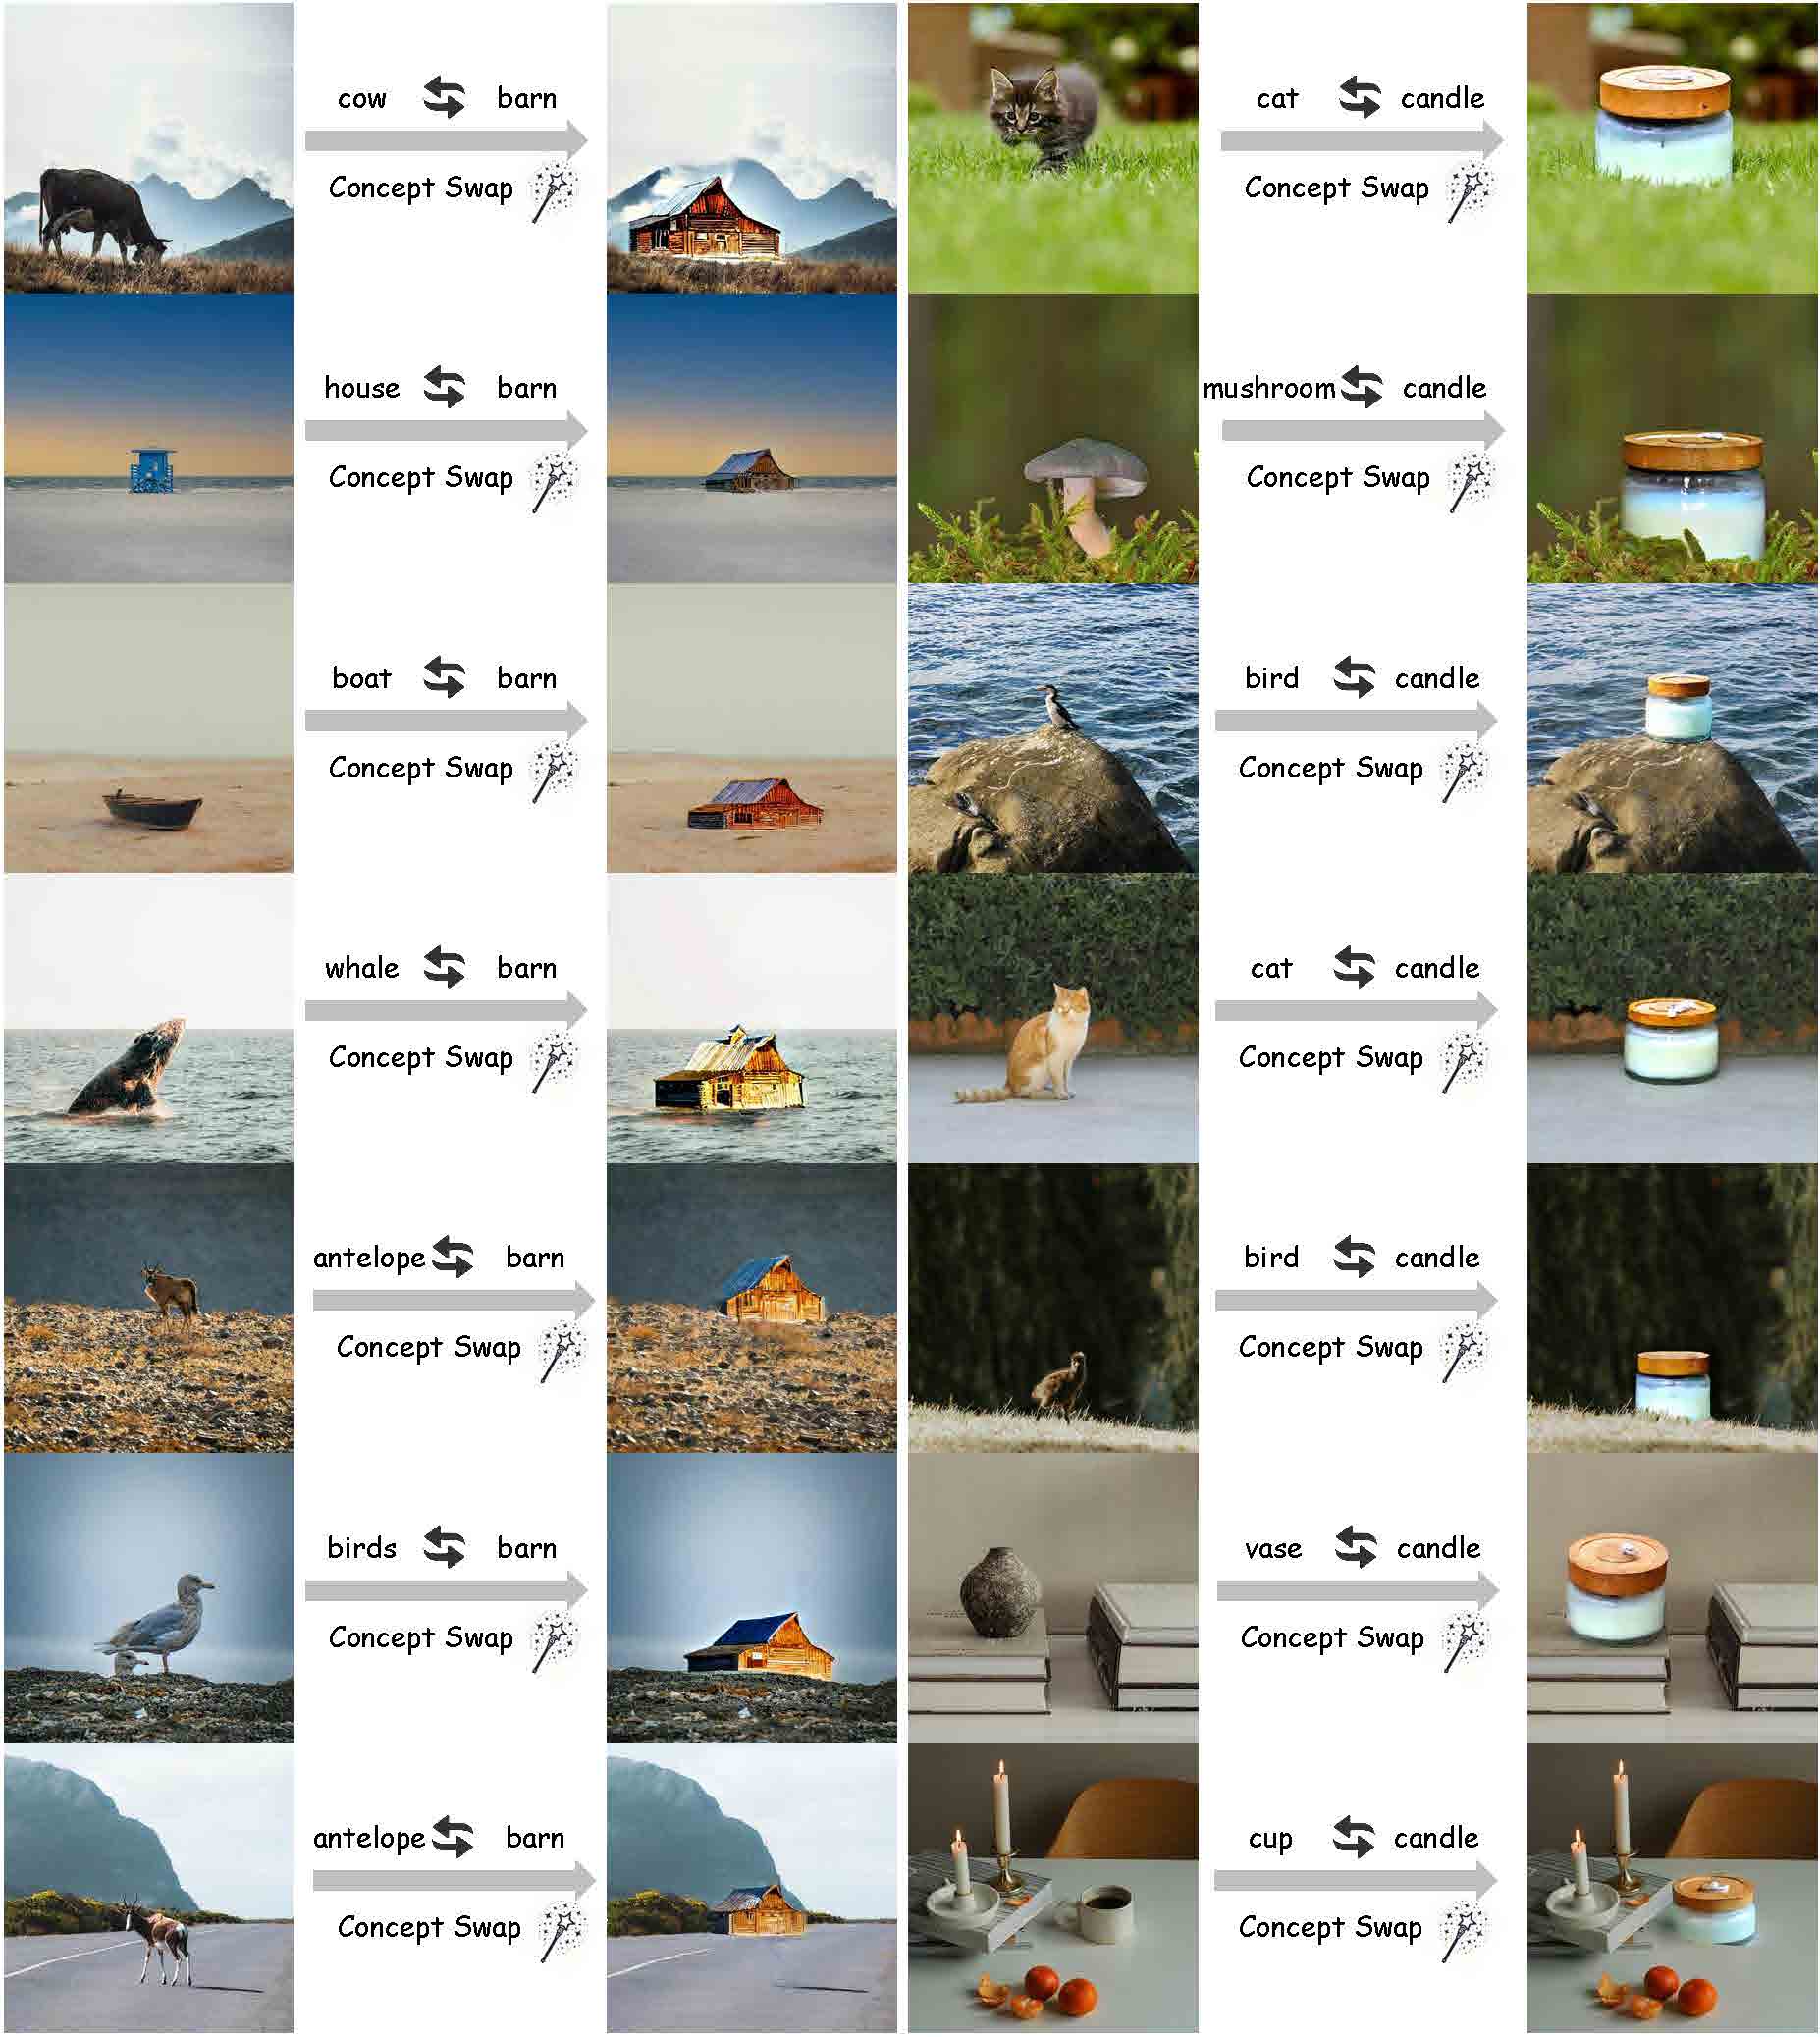 cow barn
Concept Swap
cat candle
Concept Swap
house barn
Concept Swap
mushroom candle
Concept Swap
boat barn
Concept Swap
bird candle
Concept Swap
whale barn
Concept Swap
cat candle
Concept Swap
antelope barn
Concept Swap
bird candle
Concept Swap
birds barn
Concept Swap
vase candle
Concept Swap
antelope barn
Concept Swap
cup candle
Concept Swap